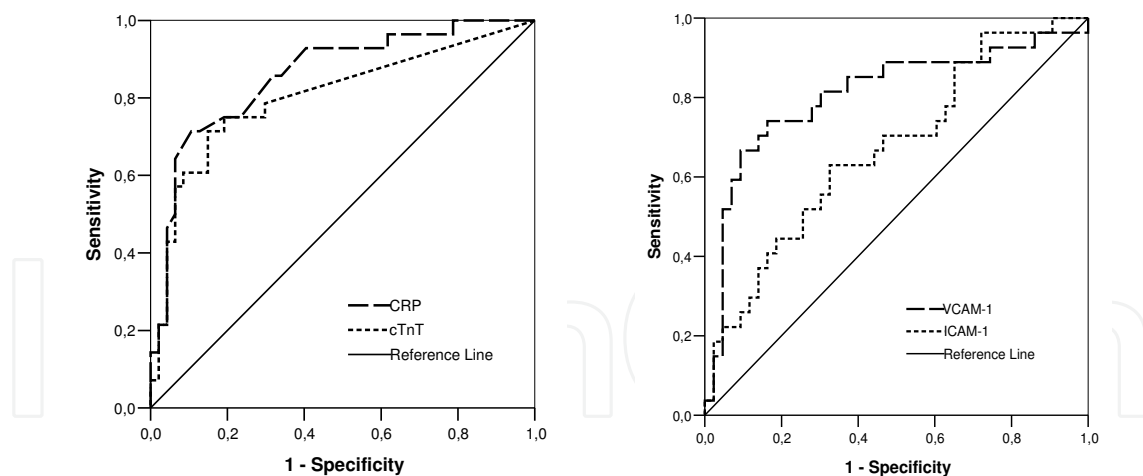 1,0
0,8
0,6
0,4
0,2
0,0
Sensitivity
CRP
cTnT
Reference Line
0,0 0,2 0,4 0,6 0,8 1,0
1 - Specificity
1,0
0,8
0,6
0,4
0,2
0,0
Sensitivity
VCAM-1
ICAM-1
Reference Line
0,0 0,2 0,4 0,6 0,8 1,0
1 - Specificity